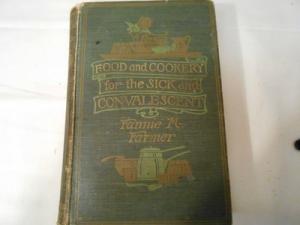 FOOD and COOKERY
for the SICK and
CONVALESCENT
Fannie M.
Farmer